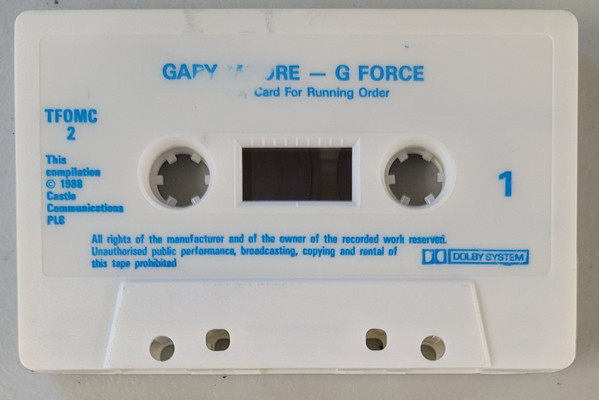 GARY MOORE — G FORCE
Card For Running Order
TFOMC
2
This
compilation
© 1988
Castle
Communications
PLC
1
All rights of the manufacturer and of the owner of the recorded work reserved.
Unauthorised public performance, broadcasting, copying and rental of
this tape prohibited
DOLBY SYSTEM